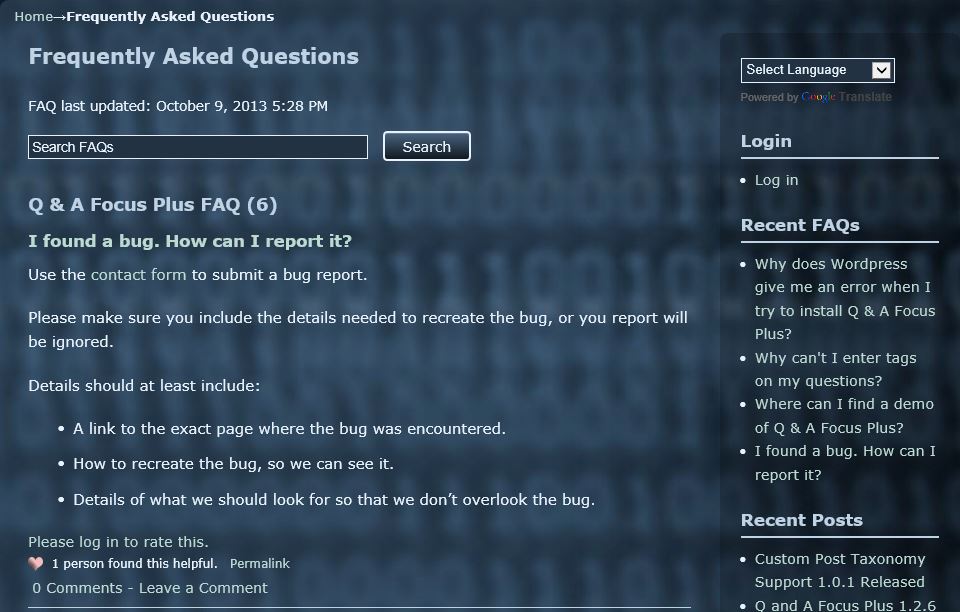 Home→Frequently Asked Questions
Frequently Asked Questions
FAQ last updated: October 9, 2013 5:28 PM
Search FAQs
Search
Q & A Focus Plus FAQ (6)
I found a bug. How can I report it?
Use the contact form to submit a bug report.
Please make sure you include the details needed to recreate the bug, or you report will
be ignored.
Details should at least include:
• A link to the exact page where the bug was encountered.
• How to recreate the bug, so we can see it.
• Details of what we should look for so that we don’t overlook the bug.
Please log in to rate this.
1 person found this helpful. Permalink
0 Comments - Leave a Comment
Select Language
Powered by Google Translate
Login
• Log in
Recent FAQs
• Why does Wordpress
give me an error when I
try to install Q & A Focus
Plus?
• Why can't I enter tags
on my questions?
• Where can I find a demo
of Q & A Focus Plus?
• I found a bug. How can I
report it?
Recent Posts
• Custom Post Taxonomy
Support 1.0.1 Released
• Q and A Focus Plus 1.2.6